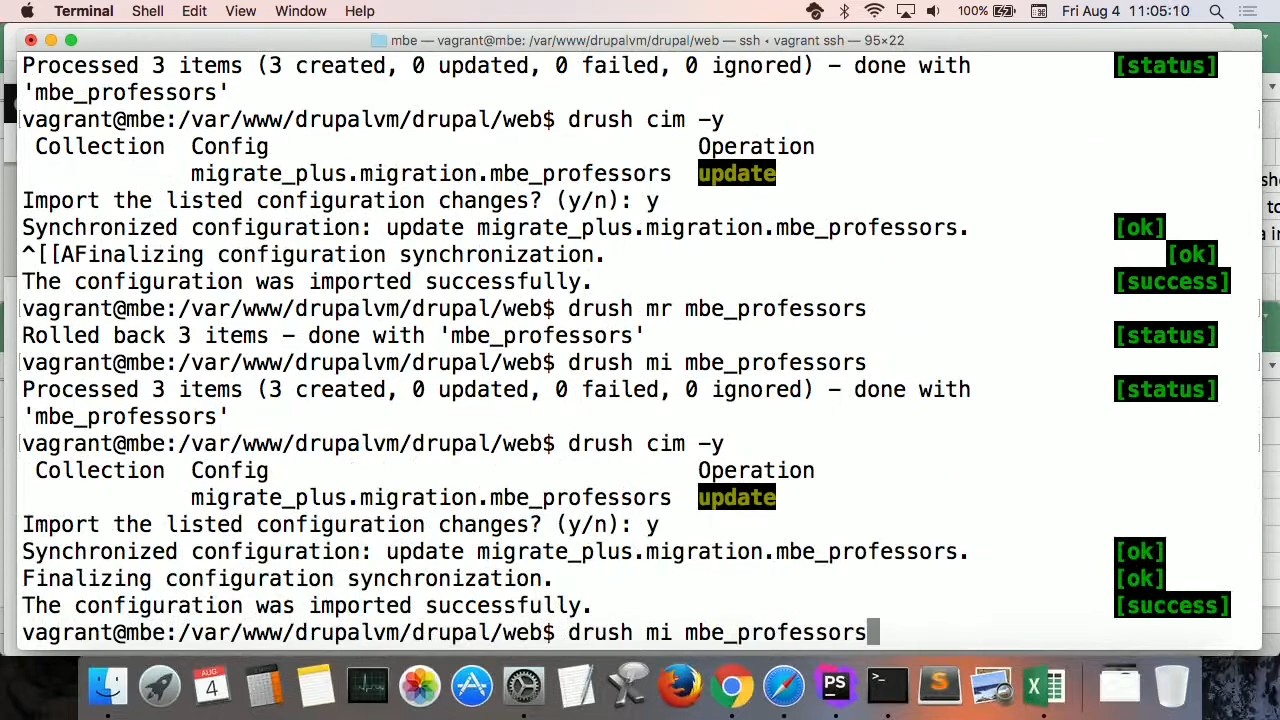 Terminal Shell Edit View Window Help 100% Fri Aug 4 11:05:10
mbe — vagrant@mbe: /var/www/drupalvm/drupal/web — ssh ‹ vagrant ssh — 95×22
Processed 3 items (3 created, 0 updated, 0 failed, 0 ignored) - done with [status]
'mbe_professors'
vagrant@mbe:/var/www/drupalvm/drupal/web$ drush cim -y
Collection Config Operation
migrate_plus.migration.mbe_professors update
Import the listed configuration changes? (y/n): y
Synchronized configuration: update migrate_plus.migration.mbe_professors. [ok]
^[[AFinalizing configuration synchronization. [ok]
The configuration was imported successfully. [success]
vagrant@mbe:/var/www/drupalvm/drupal/web$ drush mr mbe_professors
Rolled back 3 items - done with 'mbe_professors' [status]
vagrant@mbe:/var/www/drupalvm/drupal/web$ drush mi mbe_professors
Processed 3 items (3 created, 0 updated, 0 failed, 0 ignored) - done with [status]
'mbe_professors'
vagrant@mbe:/var/www/drupalvm/drupal/web$ drush cim -y
Collection Config Operation
migrate_plus.migration.mbe_professors update
Import the listed configuration changes? (y/n): y
Synchronized configuration: update migrate_plus.migration.mbe_professors. [ok]
Finalizing configuration synchronization. [ok]
The configuration was imported successfully. [success]
vagrant@mbe:/var/www/drupalvm/drupal/web$ drush mi mbe_professors
AUG
4
PS
>_
S